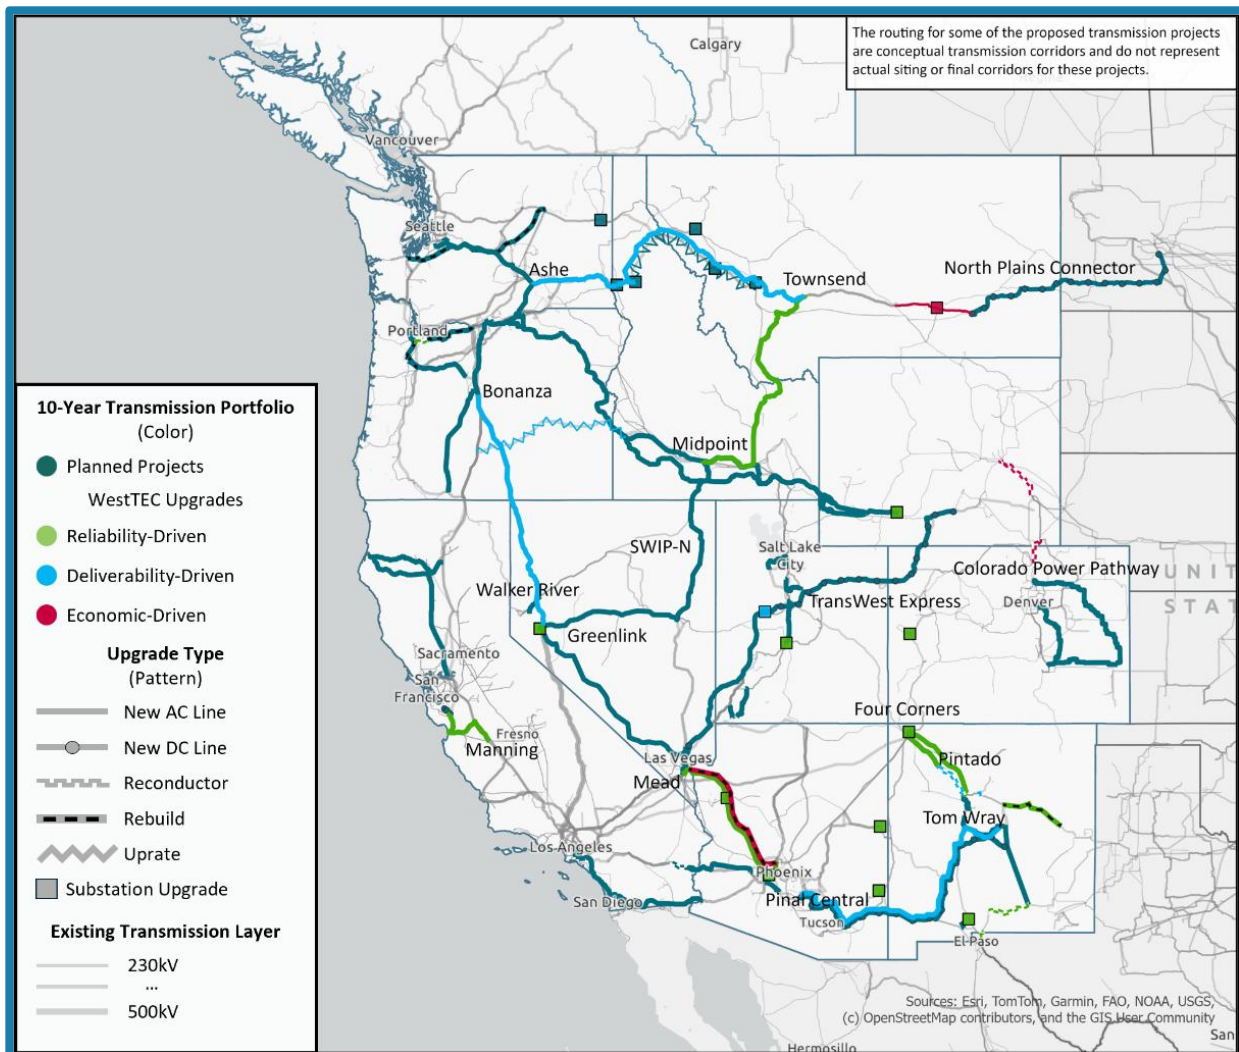 The routing for some of the proposed transmission projects
are conceptual transmission corridors and do not represent
actual siting or final corridors for these projects.
Calgary
Vancouver
Seattle
Ashe
Townsend
North Plains Connector
Portland
Bonanza
Midpoint
SWIP-N
Salt Lake
City
Colorado Power Pathway
UNIT
STAT
Denver
TransWest Express
Walker River
Greenlink
Sacramento
San
Francisco
Fresno
Manning
Four Corners
Pintado
Las Vegas
Mead
Tom Wray
Los Angeles
Phoenix
Pinal Central
San Diego
Tucson
El Paso
Hermosillo
San
10-Year Transmission Portfolio
(Color)
Planned Projects
WestTEC Upgrades
Reliability-Driven
Deliverability-Driven
Economic-Driven
Upgrade Type
(Pattern)
New AC Line
New DC Line
Reconductor
Rebuild
Uprate
Substation Upgrade
Existing Transmission Layer
230kV
...
500kV
Sources: Esri, TomTom, Garmin, FAO, NOAA, USGS,
(c) OpenStreetMap contributors, and the GIS User Community